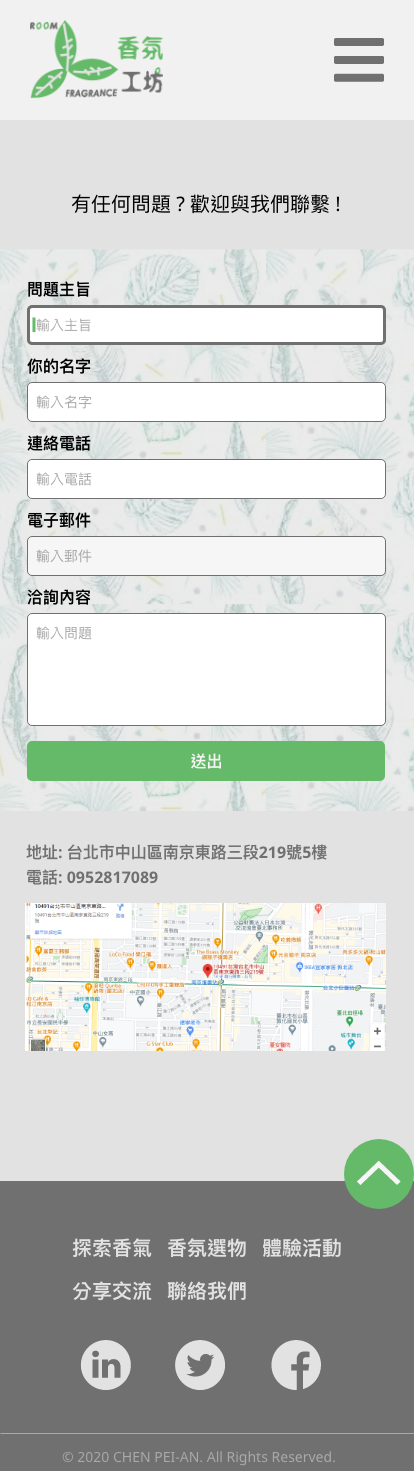 ROOM
香氛
工坊
FRAGRANCE
有任何問題？歡迎與我們聯繫！
問題主旨
輸入主旨
你的名字
輸入名字
連絡電話
輸入電話
電子郵件
輸入郵件
洽詢內容
輸入問題
送出
地址: 台北市中山區南京東路三段219號5樓
電話: 0952817089
探索香氣 香氛選物 體驗活動
分享交流 聯絡我們
© 2020 CHEN PEI-AN. All Rights Reserved.